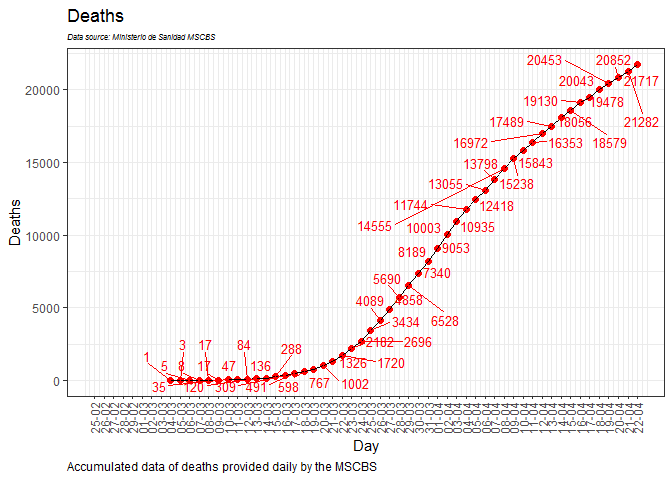 Deaths
Data source: Ministerio de Sanidad MSCBS
20453 20852
20000 20043 21717
19130 19478
17489 18056 21282
16972 16353 18579
15000 13798 15843
13055 15238
11744 12418
14555 10003 10935
10000
8189 9053
5690 7340
4089 4858
5000 3434 6528
2182 2696
1326 1720
1 3 17 84 288
5 8 17 47 136
0
35 120 309 491 598 767 1002
Deaths
25-02 26-02 27-02 28-02 29-02 01-03 02-03 03-03 04-03 05-03 06-03 07-03 08-03 09-03 10-03 11-03 12-03 13-03 14-03 15-03 16-03 17-03 18-03 19-03 20-03 21-03 22-03 23-03 24-03 25-03 26-03 27-03 28-03 29-03 30-03 31-03 01-04 02-04 03-04 04-04 05-04 06-04 07-04 08-04 09-04 10-04 11-04 12-04 13-04 14-04 15-04 16-04 17-04 18-04 19-04 20-04 21-04 22-04
Day
Accumulated data of deaths provided daily by the MSCBS